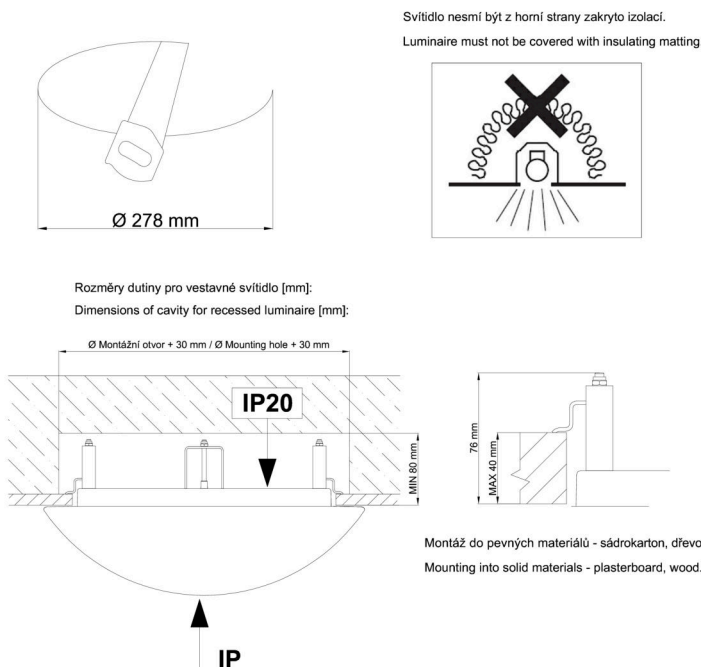 Svítidlo nesmí být z horní strany zakryto izolací.
Luminaire must not be covered with insulating matting
Ø 278 mm
Rozměry dutiny pro vestavné svítidlo [mm]:
Dimensions of cavity for recessed luminaire [mm]:
Ø Montážní otvor + 30 mm / Ø Mounting hole + 30 mm
IP20
MIN 80 mm
76 mm
MAX 40 mm
Montáž do pevných materiálů - sádrokarton, dřevo
Mounting into solid materials - plasterboard, wood.
IP